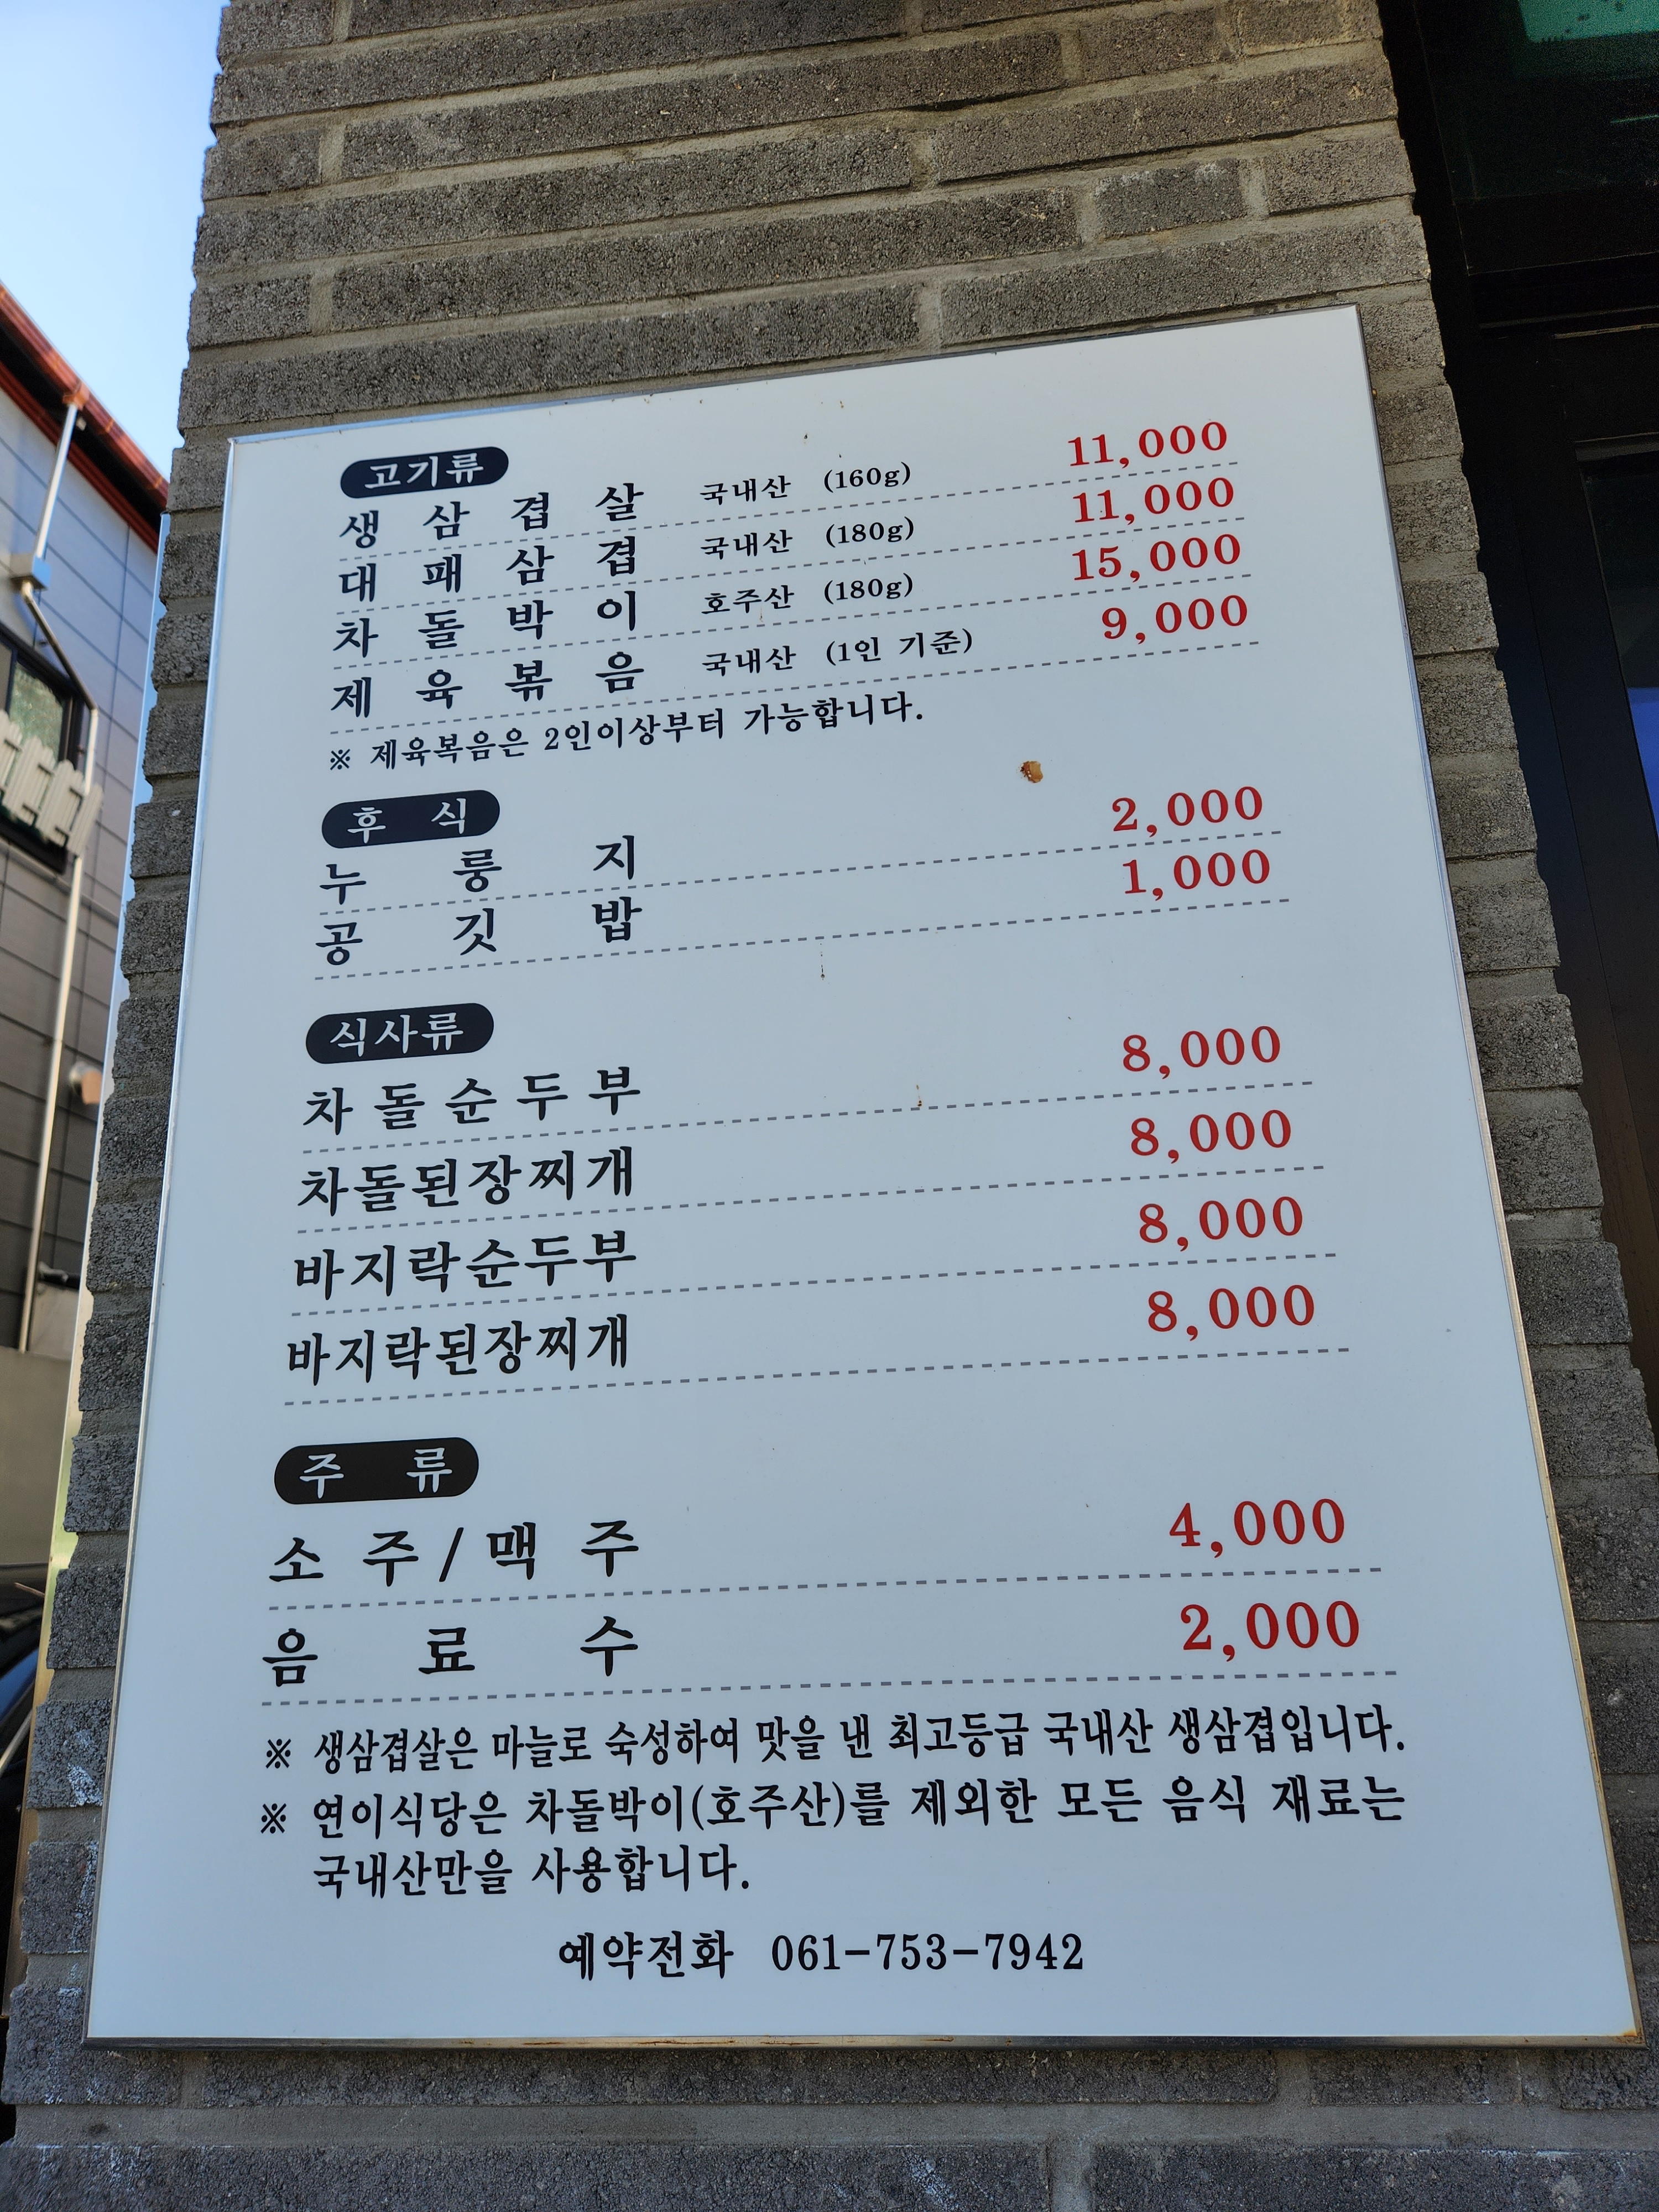 고기류
생삼겹살 국내산 (160g) 11,000
대패삼겹 국내산 (180g) 11,000
차돌박이 호주산 (180g) 15,000
제육볶음 국내산 (1인 기준) 9,000
※ 제육복음은 2인이상부터 가능합니다.
후식
누룽지 2,000
공깃밥 1,000
식사류
차돌순두부 8,000
차돌된장찌개 8,000
바지락순두부 8,000
바지락된장찌개 8,000
주류
소주/맥주 4,000
음료수 2,000
※ 생삼겹살은 마늘로 숙성하여 맛을 낸 최고등급 국내산 생삼겹입니다.
※ 연이식당은 차돌박이(호주산)를 제외한 모든 음식 재료는
국내산만을 사용합니다.
예약전화 061-753-7942